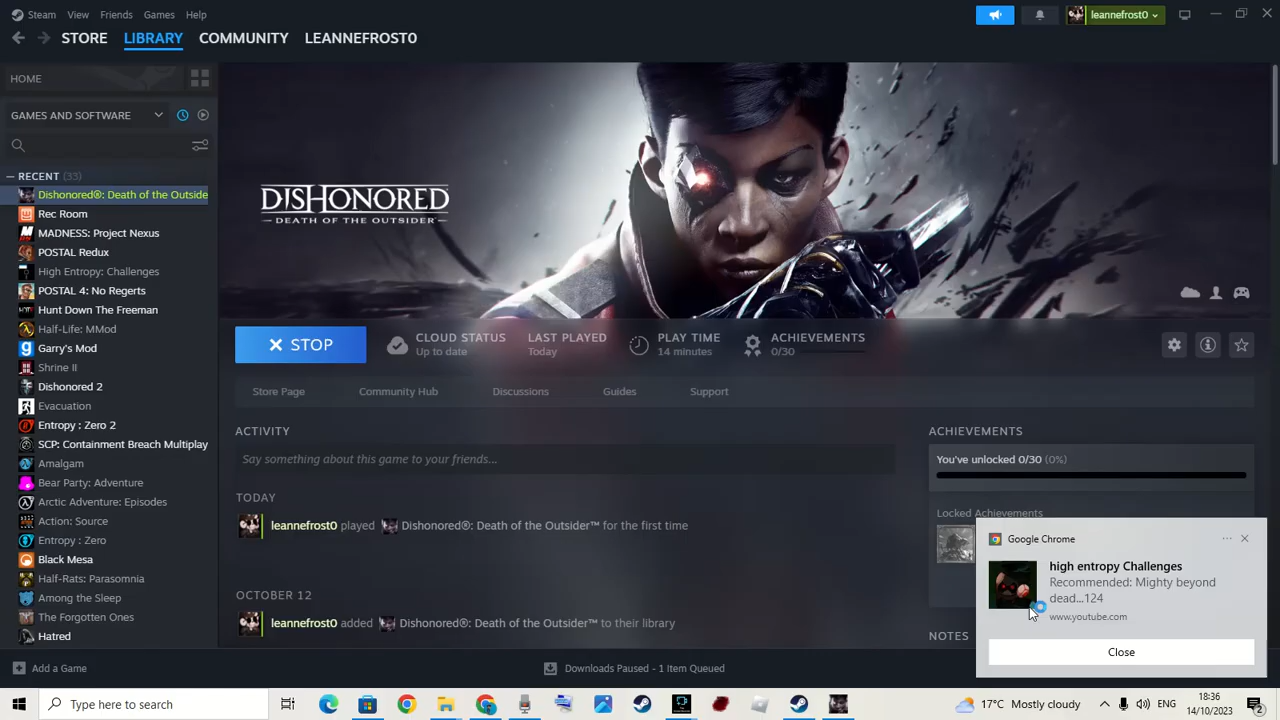 Steam View Friends Games Help
leannefrost0
STORE LIBRARY COMMUNITY LEANNEFROST0
HOME
GAMES AND SOFTWARE
RECENT (33)
Dishonored®: Death of the Outside
Rec Room
MADNESS: Project Nexus
POSTAL Redux
High Entropy: Challenges
POSTAL 4: No Regerts
Hunt Down The Freeman
Half-Life: MMod
Garry's Mod
Shrine II
Dishonored 2
Evacuation
Entropy : Zero 2
SCP: Containment Breach Multiplay
Amalgam
Bear Party: Adventure
Arctic Adventure: Episodes
Action: Source
Entropy : Zero
Black Mesa
Half-Rats: Parasomnia
Among the Sleep
The Forgotten Ones
Hatred
DISHONORED
DEATH OF THE OUTSIDER
STOP
CLOUD STATUS
Up to date
LAST PLAYED
Today
PLAY TIME
14 minutes
ACHIEVEMENTS
0/30
Store Page Community Hub Discussions Guides Support
ACTIVITY
Say something about this game to your friends...
TODAY
leannefrost0 played Dishonored®: Death of the Outsider™ for the first time
OCTOBER 12
leannefrost0 added Dishonored®: Death of the Outsider™ to their library
ACHIEVEMENTS
You've unlocked 0/30 (0%)
Locked Achievements
NOTES
Google Chrome
high entropy Challenges
Recommended: Mighty beyond
dead...124
www.youtube.com
Close
Add a Game
Downloads Paused - 1 Item Queued
Type here to search
17°C Mostly cloudy
ENG
18:36
14/10/2023
2